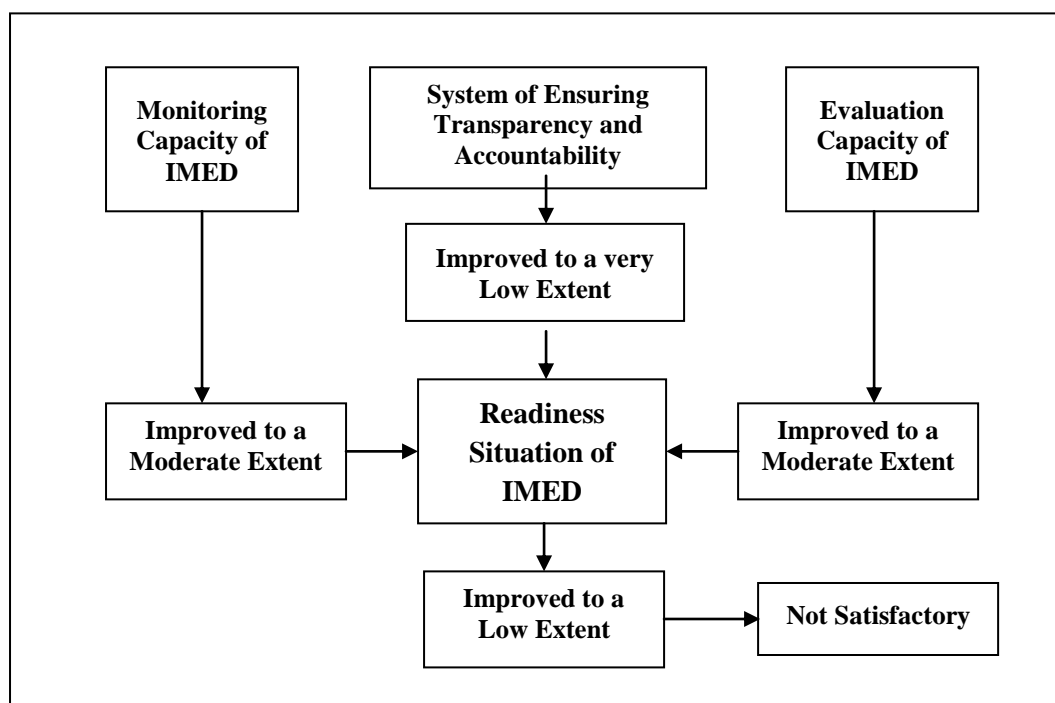 Monitoring
Capacity of
IMED
System of Ensuring
Transparency and
Accountability
Evaluation
Capacity of
IMED
Improved to a very
Low Extent
Improved to a
Moderate Extent
Readiness
Situation of
IMED
Improved to a
Moderate Extent
Improved to a
Low Extent
Not Satisfactory